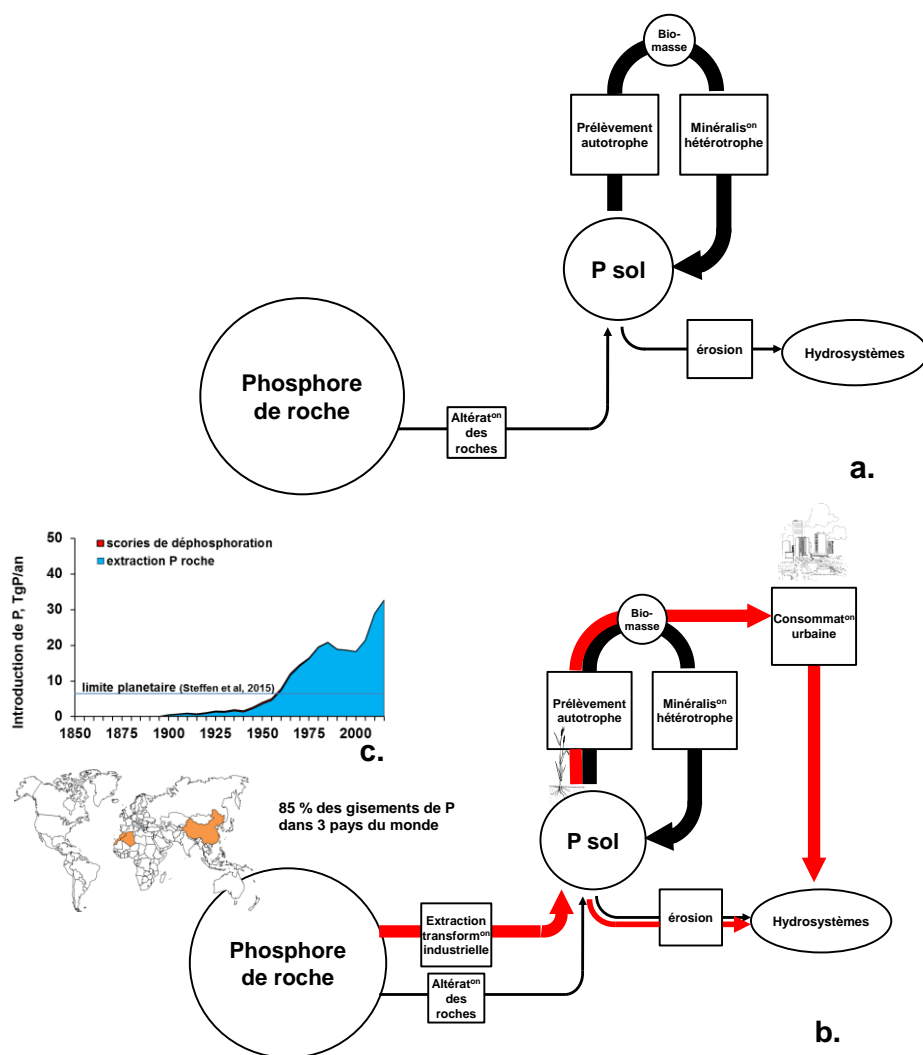 Bio-
masse
Prélèvement
autotrophe
Minéralisᵒⁿ
hétérotrophe
P sol
érosion
Hydrosystèmes
Phosphore
de roche
Altératᵒⁿ
des
roches
a.
Introduction de P, TgP/an
50
40
30
20
10
0
scories de déphosphoration
extraction P roche
limite planetaire (Steffen et al, 2015)
1850
1875
1900
1925
1950
1975
2000
c.
85 % des gisements de P
dans 3 pays du monde
Bio-
masse
Consommatᵒⁿ
urbaine
Prélèvement
autotrophe
Minéralisᵒⁿ
hétérotrophe
P sol
érosion
Hydrosystèmes
Extraction
transformᵒⁿ
industrielle
Phosphore
de roche
Altératᵒⁿ
des
roches
b.